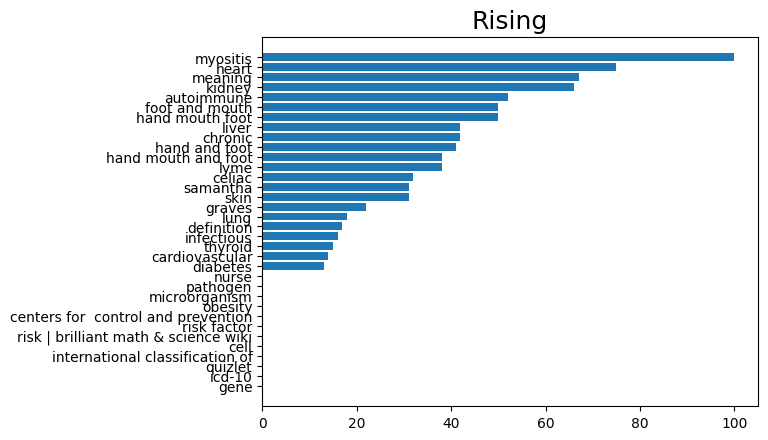 Rising
myositis
heart
meaning
kidney
autoimmune
foot and mouth
hand mouth foot
liver
chronic
hand and foot
hand mouth and foot
lyme
celiac
samantha
skin
graves
lung
definition
infectious
thyroid
cardiovascular
diabetes
nurse
pathogen
microorganism
obesity
centers for  control and prevention
risk factor
risk | brilliant math & science wiki
cell
international classification of
quizlet
icd-10
gene
0 20 40 60 80 100